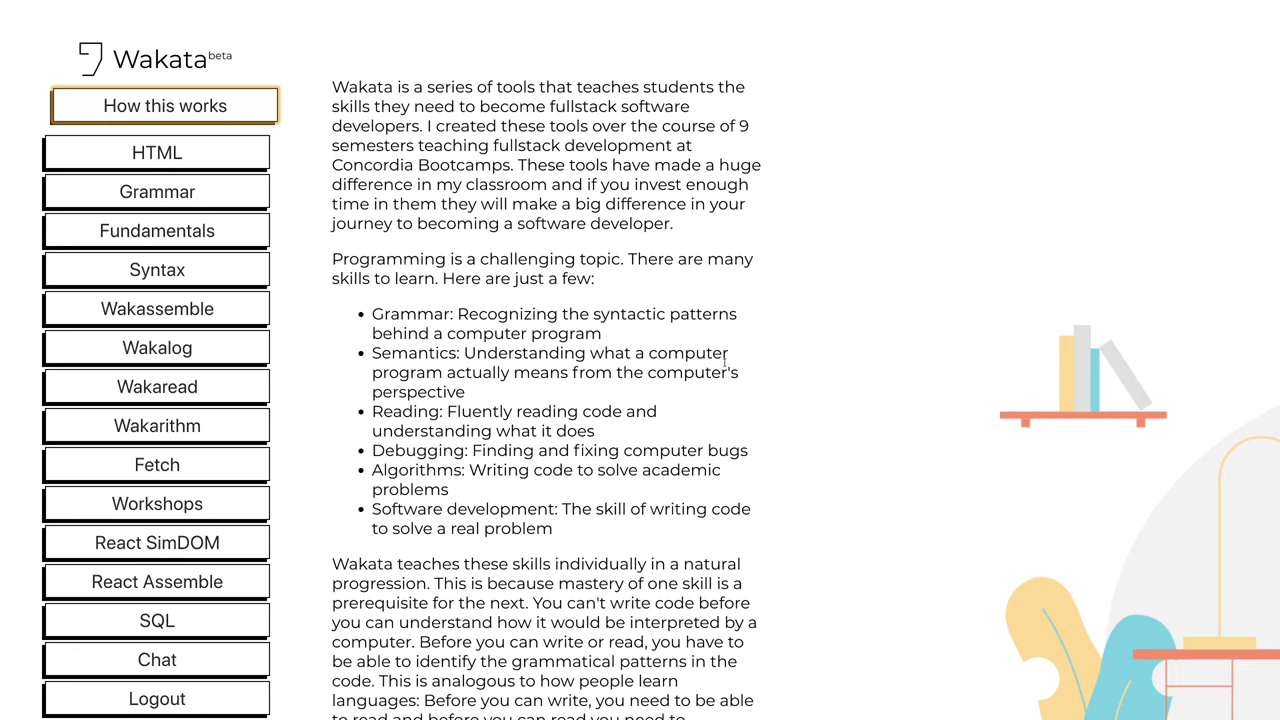 Wakata beta
How this works
HTML
Grammar
Fundamentals
Syntax
Wakassemble
Wakalog
Wakaread
Wakarithm
Fetch
Workshops
React SimDOM
React Assemble
SQL
Chat
Logout
Wakata is a series of tools that teaches students the
skills they need to become fullstack software
developers. I created these tools over the course of 9
semesters teaching fullstack development at
Concordia Bootcamps. These tools have made a huge
difference in my classroom and if you invest enough
time in them they will make a big difference in your
journey to becoming a software developer.
Programming is a challenging topic. There are many
skills to learn. Here are just a few:
• Grammar: Recognizing the syntactic patterns
behind a computer program
• Semantics: Understanding what a computer
program actually means from the computer's
perspective
• Reading: Fluently reading code and
understanding what it does
• Debugging: Finding and fixing computer bugs
• Algorithms: Writing code to solve academic
problems
• Software development: The skill of writing code
to solve a real problem
Wakata teaches these skills individually in a natural
progression. This is because mastery of one skill is a
prerequisite for the next. You can't write code before
you can understand how it would be interpreted by a
computer. Before you can write or read, you have to
be able to identify the grammatical patterns in the
code. This is analogous to how people learn
languages: Before you can write, you need to be able
to read and before you can read you need to